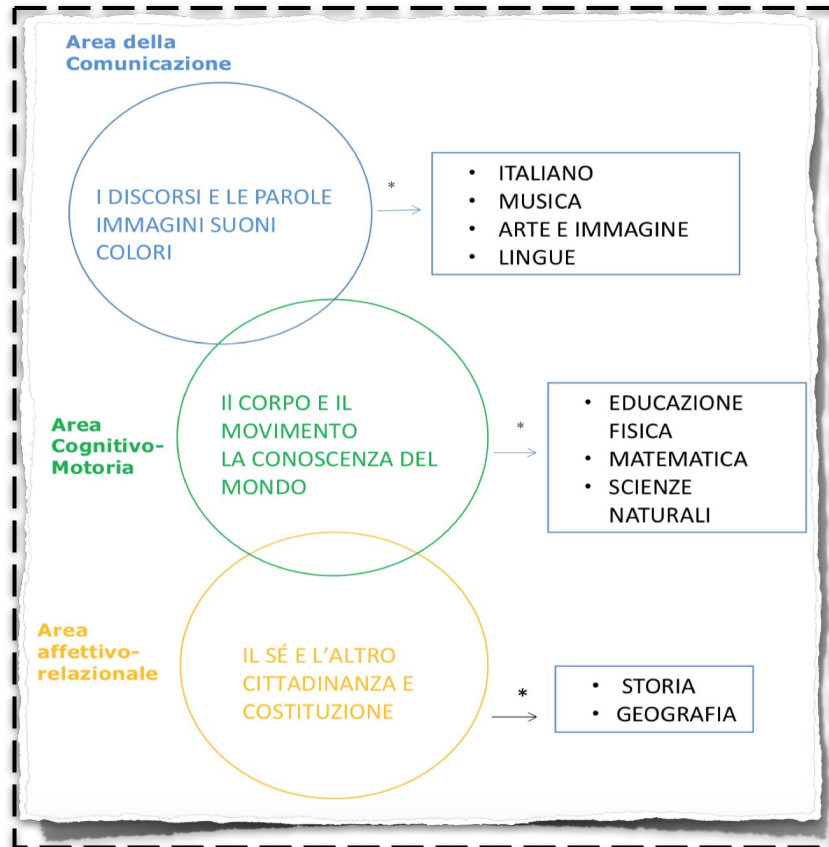 Area della
Comunicazione
I DISCORSI E LE PAROLE
IMMAGINI SUONI
COLORI
*
• ITALIANO
• MUSICA
• ARTE E IMMAGINE
• LINGUE
Area
Cognitivo-
Motoria
Il CORPO E IL
MOVIMENTO
LA CONOSCENZA DEL
MONDO
*
• EDUCAZIONE
FISICA
• MATEMATICA
• SCIENZE
NATURALI
Area
affettivo-
relazionale
IL SÉ E L'ALTRO
CITTADINANZA E
COSTITUZIONE
*
• STORIA
• GEOGRAFIA